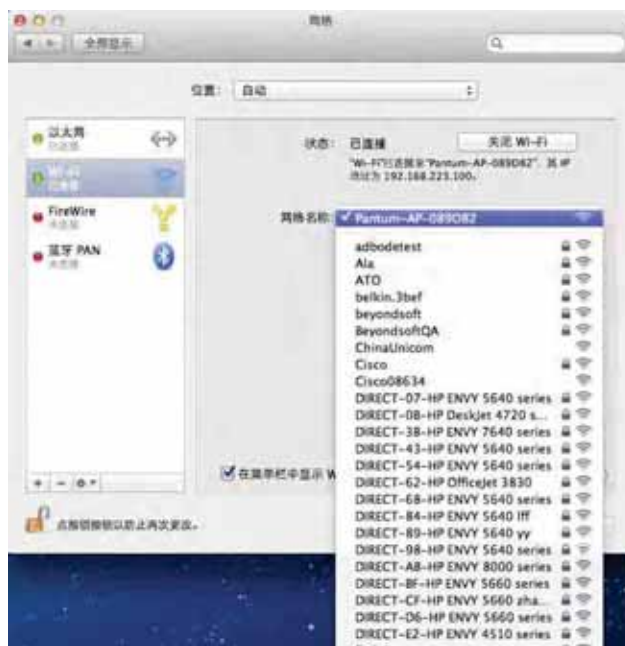 网络
全部显示
位置: 自动
以太网
已连接
Wi-Fi
已连接
FireWire
未连接
蓝牙 PAN
未连接
状态: 已连接
关闭 Wi-Fi
"Wi-Fi"已连接至"Pantum-AP-089D82",其 IP
地址为 192.168.223.100。
网络名称: ✓ Pantum-AP-089D82
adbodetest
Ala
ATO
belkin.3bef
beyondsoft
BeyondsoftQA
ChinaUnicom
Cisco
Cisco08634
DIRECT-07-HP ENVY 5640 series
DIRECT-0B-HP DeskJet 4720 s...
DIRECT-38-HP ENVY 7640 series
DIRECT-43-HP ENVY 5640 series
DIRECT-54-HP ENVY 5640 series
DIRECT-62-HP OfficeJet 3830
DIRECT-68-HP ENVY 5640 series
DIRECT-84-HP ENVY 5640 lff
DIRECT-89-HP ENVY 5640 yy
DIRECT-98-HP ENVY 5640 series
DIRECT-AB-HP ENVY 8000 series
DIRECT-BF-HP ENVY 5660 series
DIRECT-CF-HP ENVY 5660 zha...
DIRECT-D6-HP ENVY 5660 series
DIRECT-E2-HP ENVY 4510 series
在菜单栏中显示 W
点按锁按钮以防止再次更改。